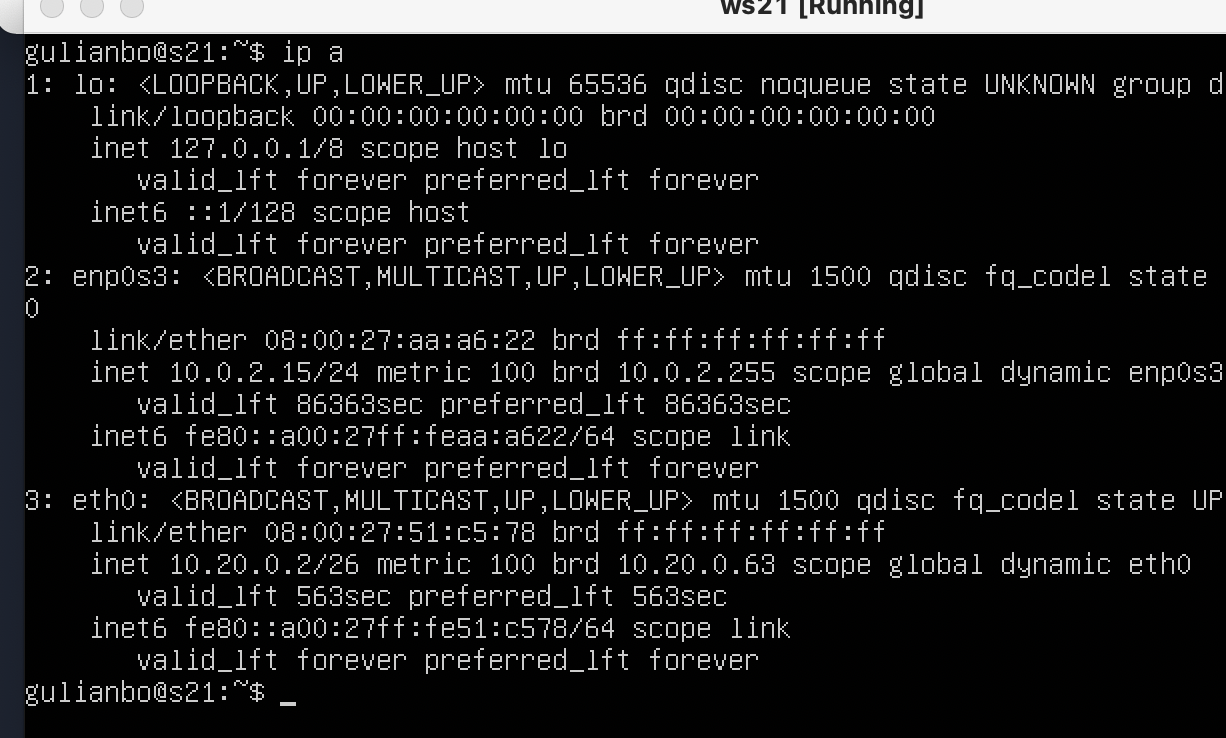 ws21 [Running]
gulianbo@s21:~$ ip a
1: lo: <LOOPBACK,UP,LOWER_UP> mtu 65536 qdisc noqueue state UNKNOWN group d
link/loopback 00:00:00:00:00:00 brd 00:00:00:00:00:00
inet 127.0.0.1/8 scope host lo
valid_lft forever preferred_lft forever
inet6 ::1/128 scope host
valid_lft forever preferred_lft forever
2: enp0s3: <BROADCAST,MULTICAST,UP,LOWER_UP> mtu 1500 qdisc fq_codel state
0
link/ether 08:00:27:aa:a6:22 brd ff:ff:ff:ff:ff:ff
inet 10.0.2.15/24 metric 100 brd 10.0.2.255 scope global dynamic enp0s3
valid_lft 86363sec preferred_lft 86363sec
inet6 fe80::a00:27ff:feaa:a622/64 scope link
valid_lft forever preferred_lft forever
3: eth0: <BROADCAST,MULTICAST,UP,LOWER_UP> mtu 1500 qdisc fq_codel state UP
link/ether 08:00:27:51:c5:78 brd ff:ff:ff:ff:ff:ff
inet 10.20.0.2/26 metric 100 brd 10.20.0.63 scope global dynamic eth0
valid_lft 563sec preferred_lft 563sec
inet6 fe80::a00:27ff:fe51:c578/64 scope link
valid_lft forever preferred_lft forever
gulianbo@s21:~$ _